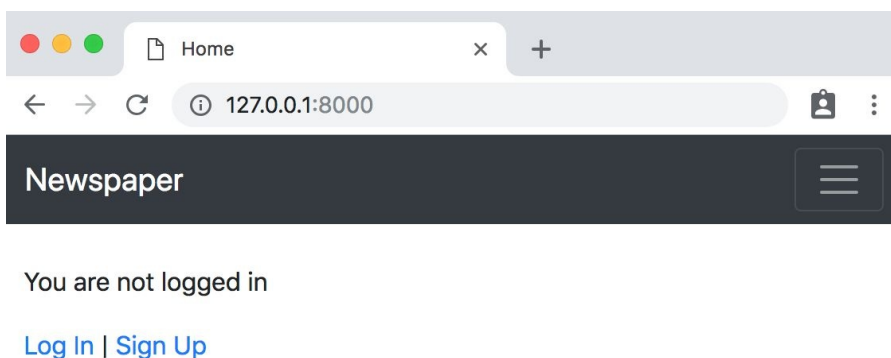 Home
127.0.0.1:8000
Newspaper
You are not logged in
Log In | Sign Up